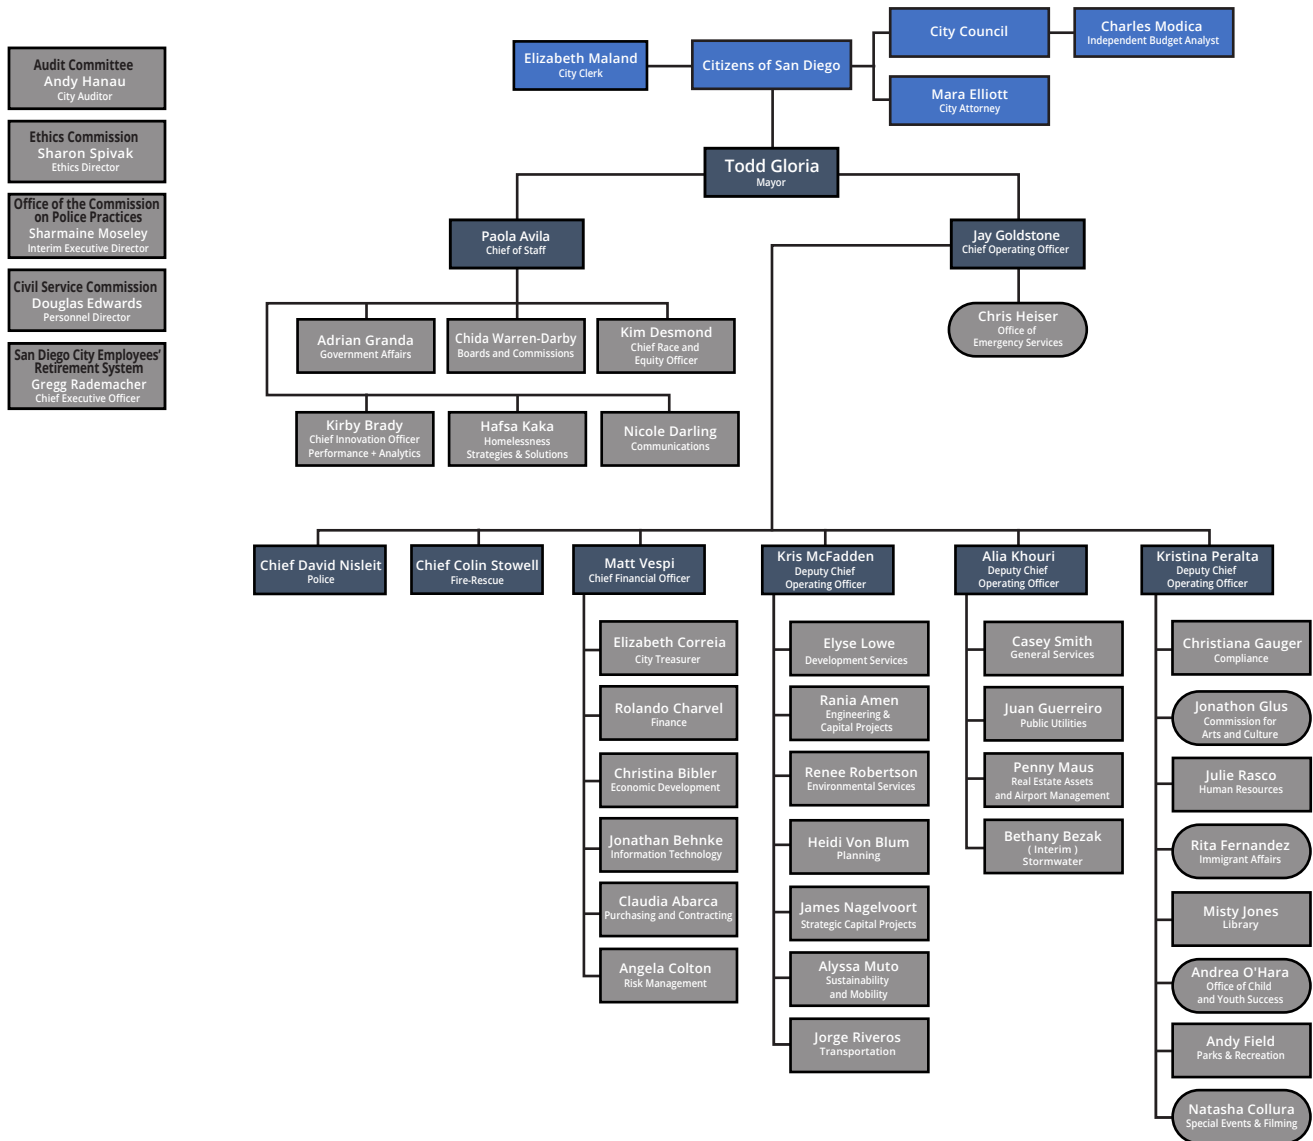 City Council
Charles Modica
Independent Budget Analyst
Elizabeth Maland
City Clerk
Citizens of San Diego
Mara Elliott
City Attorney
Audit Committee
Andy Hanau
City Auditor
Ethics Commission
Sharon Spivak
Ethics Director
Office of the Commission
on Police Practices
Sharmaine Moseley
Interim Executive Director
Civil Service Commission
Douglas Edwards
Personnel Director
San Diego City Employees'
Retirement System
Gregg Rademacher
Chief Executive Officer
Todd Gloria
Mayor
Paola Avila
Chief of Staff
Jay Goldstone
Chief Operating Officer
Chris Heiser
Office of
Emergency Services
Adrian Granda
Government Affairs
Chida Warren-Darby
Boards and Commissions
Kim Desmond
Chief Race and
Equity Officer
Kirby Brady
Chief Innovation Officer
Performance + Analytics
Hafsa Kaka
Homelessness
Strategies & Solutions
Nicole Darling
Communications
Chief David Nisleit
Police
Chief Colin Stowell
Fire-Rescue
Matt Vespi
Chief Financial Officer
Kris McFadden
Deputy Chief
Operating Officer
Alia Khouri
Deputy Chief
Operating Officer
Kristina Peralta
Deputy Chief
Operating Officer
Elizabeth Correia
City Treasurer
Rolando Charvel
Finance
Christina Bibler
Economic Development
Jonathan Behnke
Information Technology
Claudia Abarca
Purchasing and Contracting
Angela Colton
Risk Management
Elyse Lowe
Development Services
Rania Amen
Engineering &
Capital Projects
Renee Robertson
Environmental Services
Heidi Von Blum
Planning
James Nagelvoort
Strategic Capital Projects
Alyssa Muto
Sustainability
and Mobility
Jorge Riveros
Transportation
Casey Smith
General Services
Juan Guerreiro
Public Utilities
Penny Maus
Real Estate Assets
and Airport Management
Bethany Bezak
( Interim )
Stormwater
Christiana Gauger
Compliance
Jonathon Glus
Commission for
Arts and Culture
Julie Rasco
Human Resources
Rita Fernandez
Immigrant Affairs
Misty Jones
Library
Andrea O'Hara
Office of Child
and Youth Success
Andy Field
Parks & Recreation
Natasha Collura
Special Events & Filming